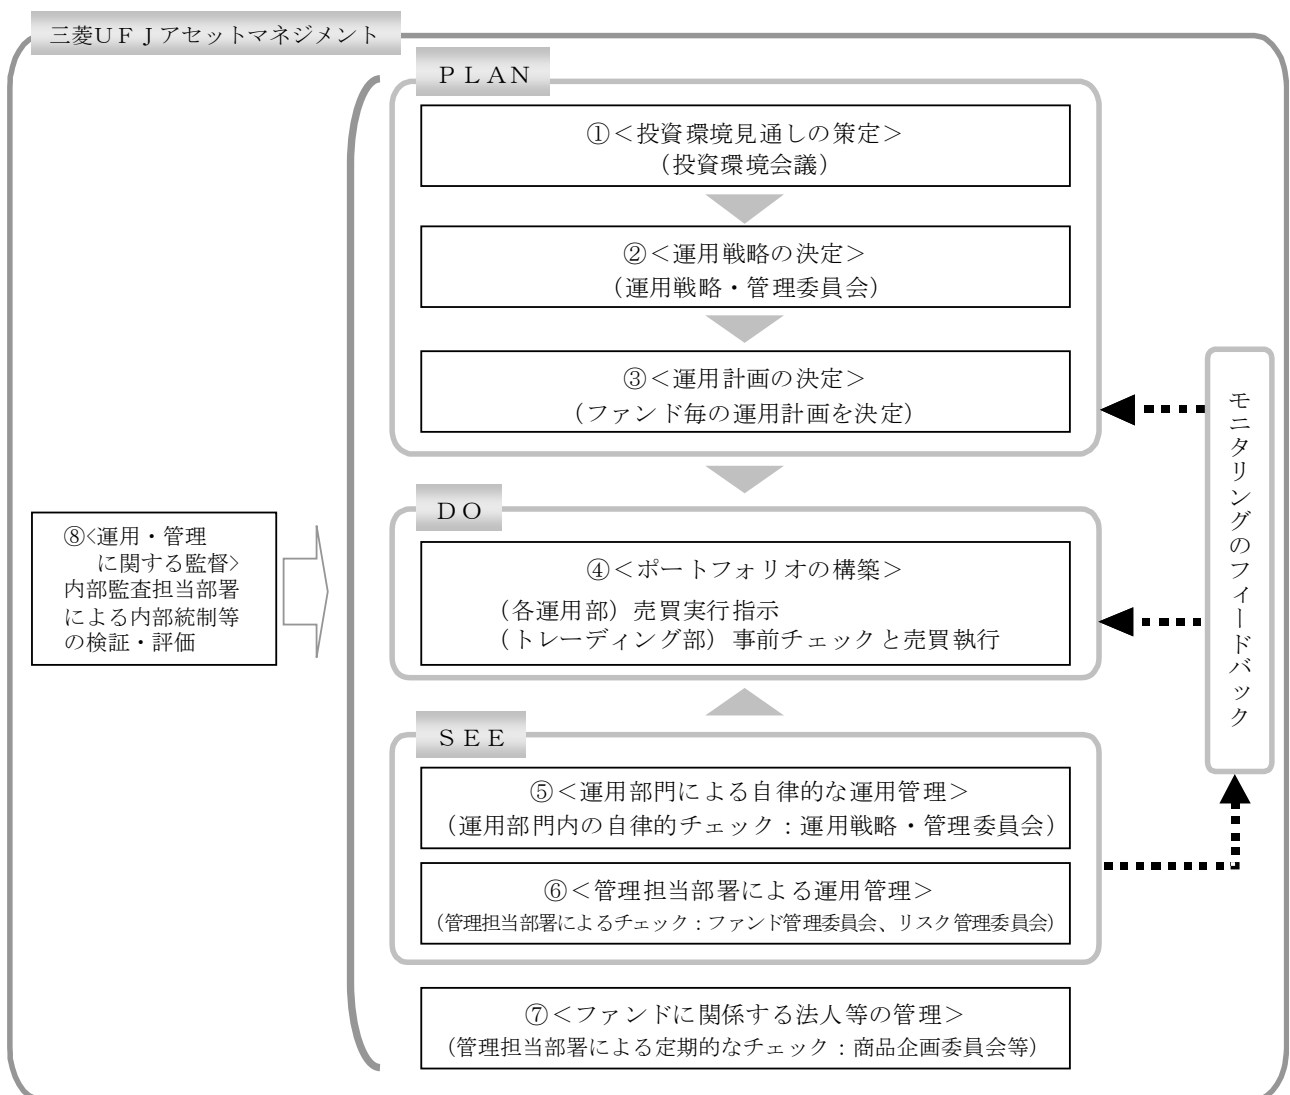 三菱ＵＦＪアセットマネジメント
ＰＬＡＮ
①＜投資環境見通しの策定＞
（投資環境会議）
②＜運用戦略の決定＞
（運用戦略・管理委員会）
③＜運用計画の決定＞
（ファンド毎の運用計画を決定）
ＤＯ
④＜ポートフォリオの構築＞
（各運用部）売買実行指示
（トレーディング部）事前チェックと売買執行
ＳＥＥ
⑤＜運用部門による自律的な運用管理＞
（運用部門内の自律的チェック：運用戦略・管理委員会）
⑥＜管理担当部署による運用管理＞
（管理担当部署によるチェック：ファンド管理委員会、リスク管理委員会）
⑦＜ファンドに関係する法人等の管理＞
（管理担当部署による定期的なチェック：商品企画委員会等）
⑧<運用・管理
に関する監督>
内部監査担当部署
による内部統制等
の検証・評価
モニタリングのフィードバック